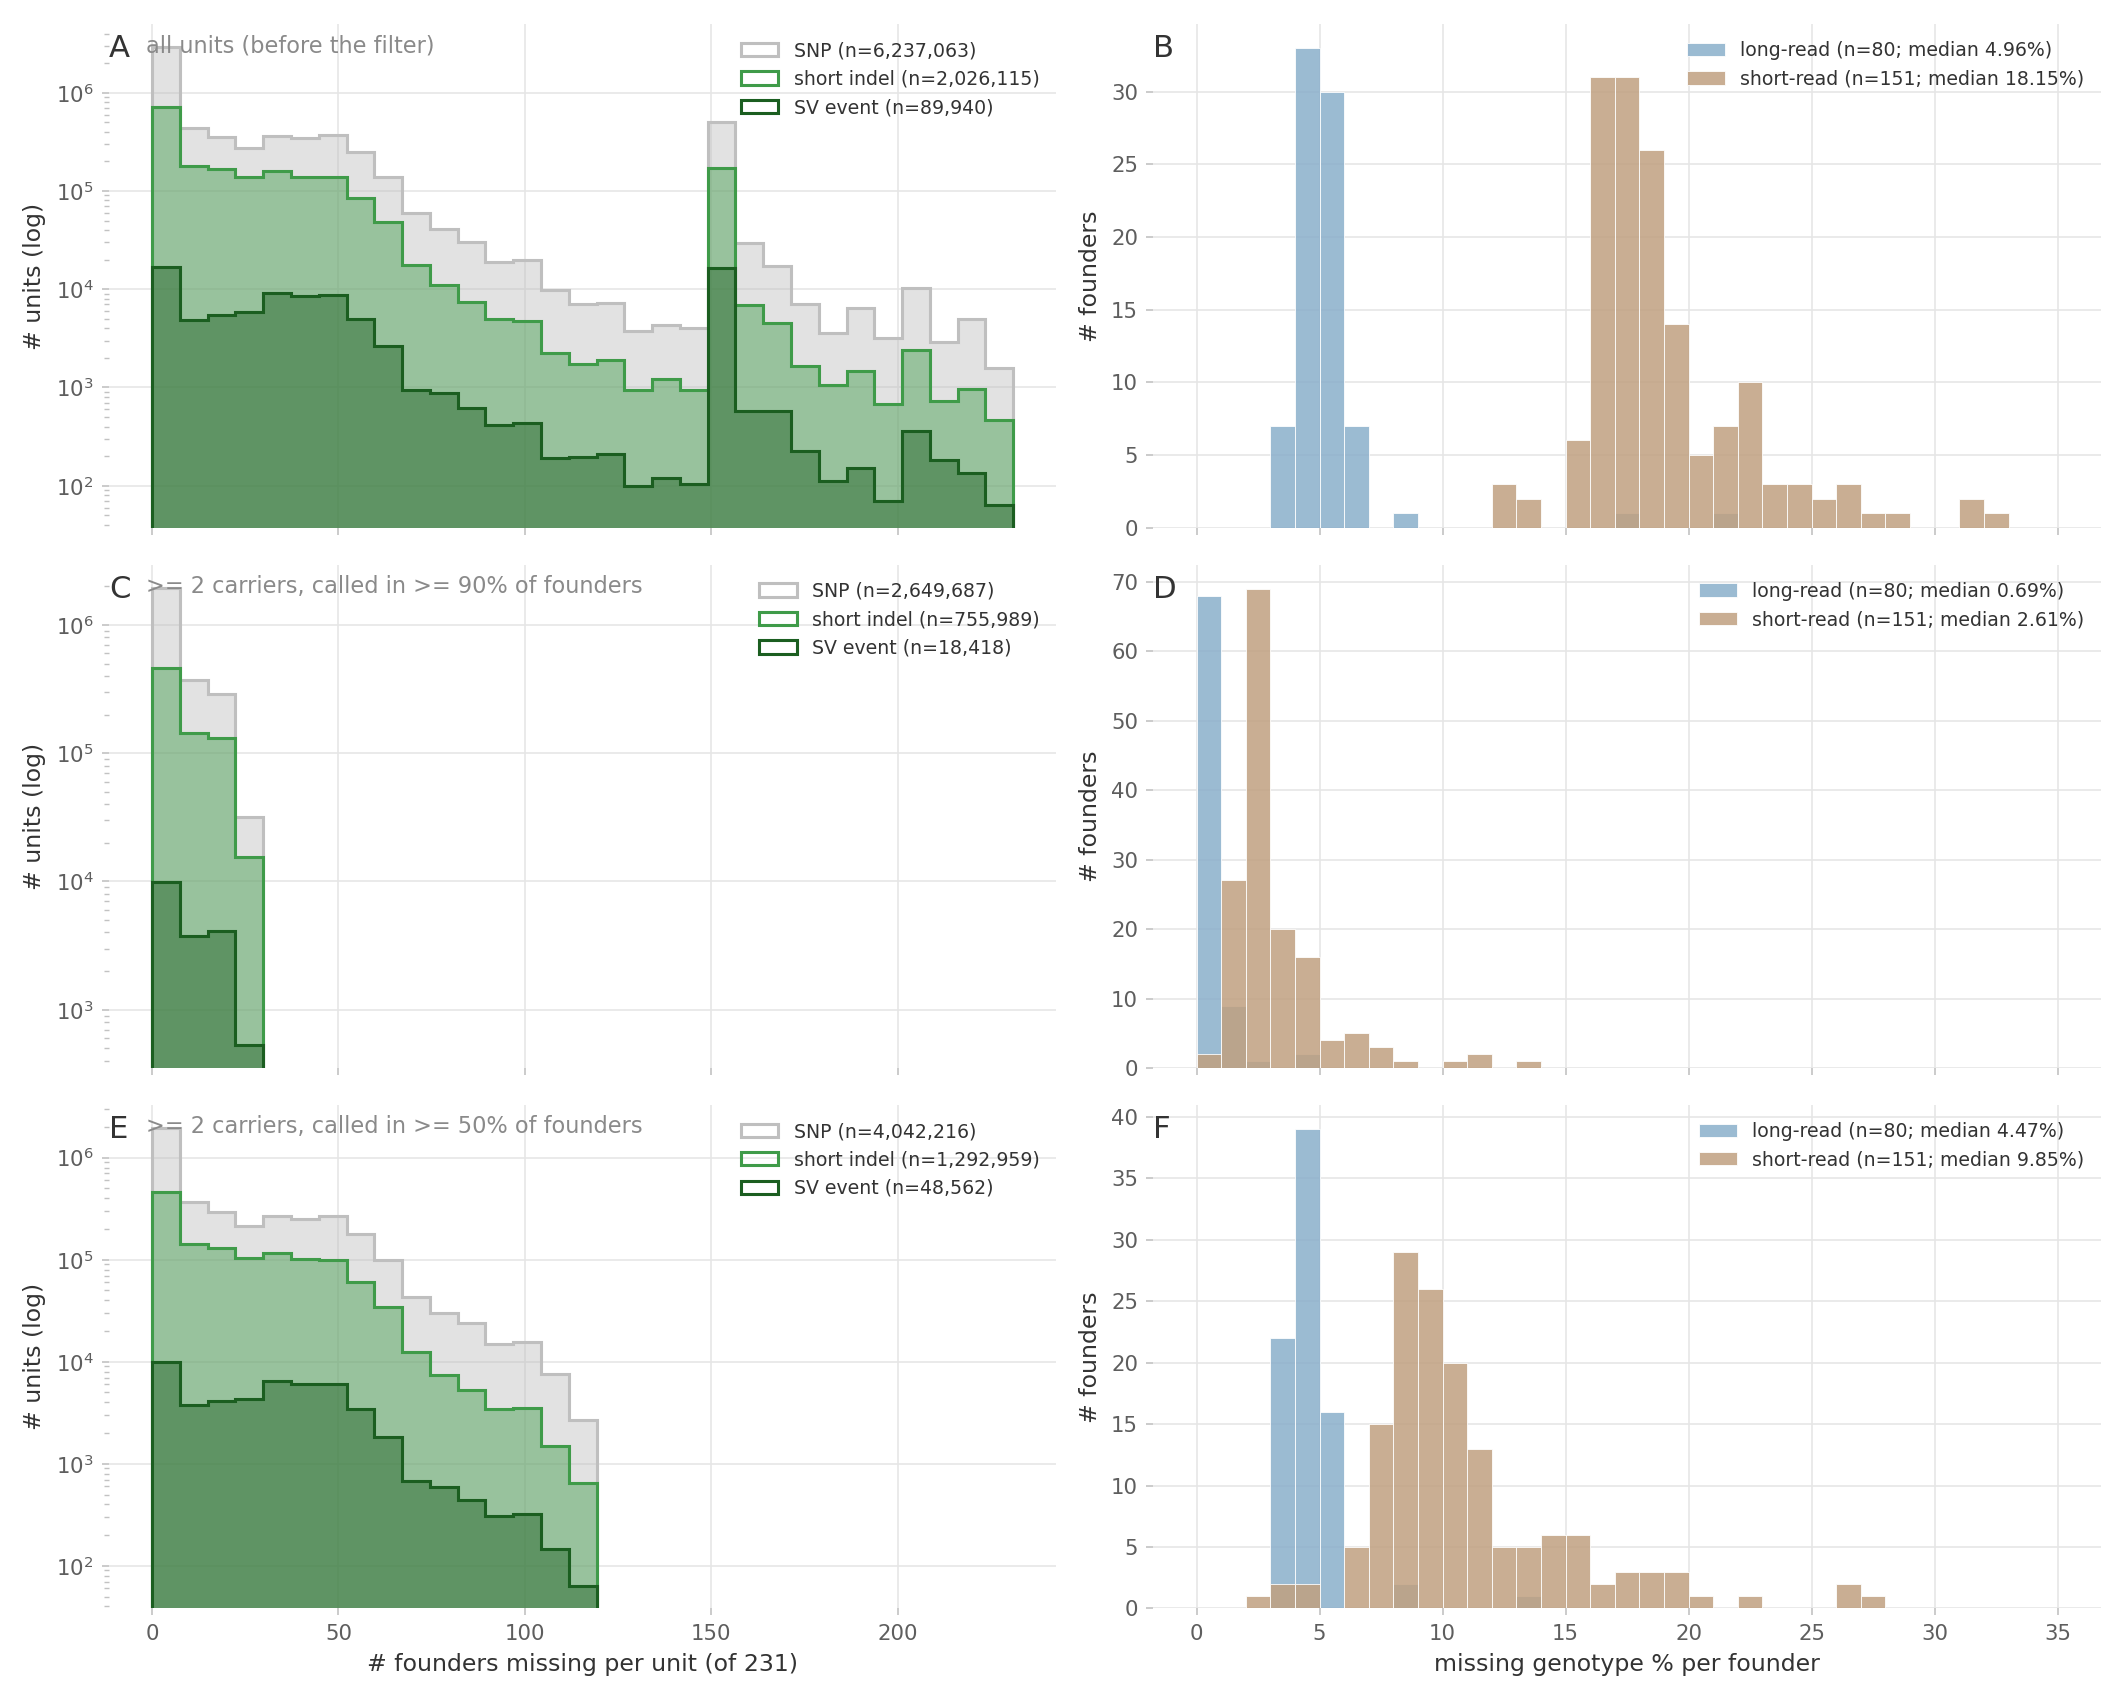 A all units (before the filter)
SNP (n=6,237,063)
short indel (n=2,026,115)
SV event (n=89,940)
10⁶
10⁵
10⁴
10³
10²
# units (log)
B
long-read (n=80; median 4.96%)
short-read (n=151; median 18.15%)
30
25
20
15
10
5
0
# founders
C >= 2 carriers, called in >= 90% of founders
SNP (n=2,649,687)
short indel (n=755,989)
SV event (n=18,418)
10⁶
10⁵
10⁴
10³
# units (log)
D
long-read (n=80; median 0.69%)
short-read (n=151; median 2.61%)
70
60
50
40
30
20
10
0
# founders
E >= 2 carriers, called in >= 50% of founders
SNP (n=4,042,216)
short indel (n=1,292,959)
SV event (n=48,562)
10⁶
10⁵
10⁴
10³
10²
# units (log)
0 50 100 150 200
# founders missing per unit (of 231)
F
long-read (n=80; median 4.47%)
short-read (n=151; median 9.85%)
40
35
30
25
20
15
10
5
0
# founders
0 5 10 15 20 25 30 35
missing genotype % per founder